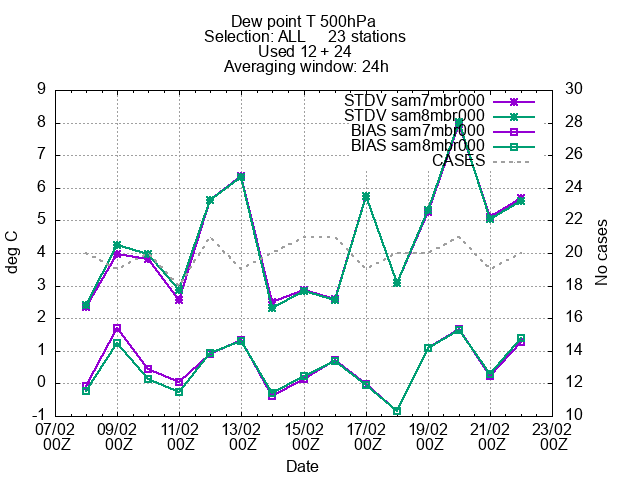 Dew point T 500hPa
Selection: ALL 23 stations
Used 12 + 24
Averaging window: 24h
STDV sam7mbr000
STDV sam8mbr000
BIAS sam7mbr000
BIAS sam8mbr000
CASES
deg C
9
8
7
6
5
4
3
2
1
0
-1
No cases
30
28
26
24
22
20
18
16
14
12
10
07/02 09/02 11/02 13/02 15/02 17/02 19/02 21/02 23/02
00Z 00Z 00Z 00Z 00Z 00Z 00Z 00Z 00Z
Date